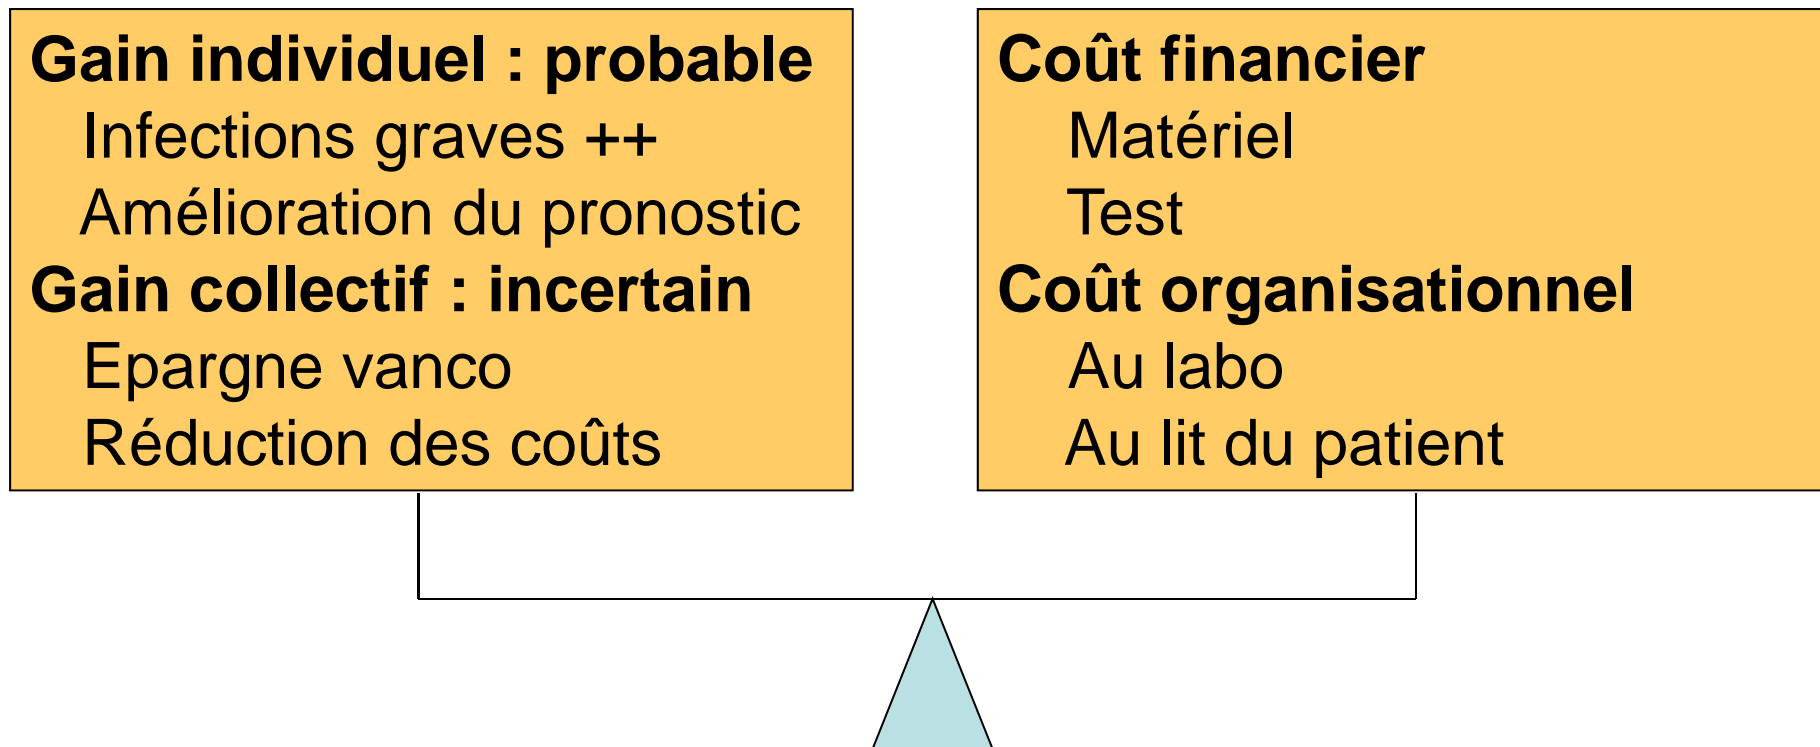 Gain individuel : probable
Infections graves ++
Amélioration du pronostic
Gain collectif : incertain
Epargne vanco
Réduction des coûts
Coût financier
Matériel
Test
Coût organisationnel
Au labo
Au lit du patient